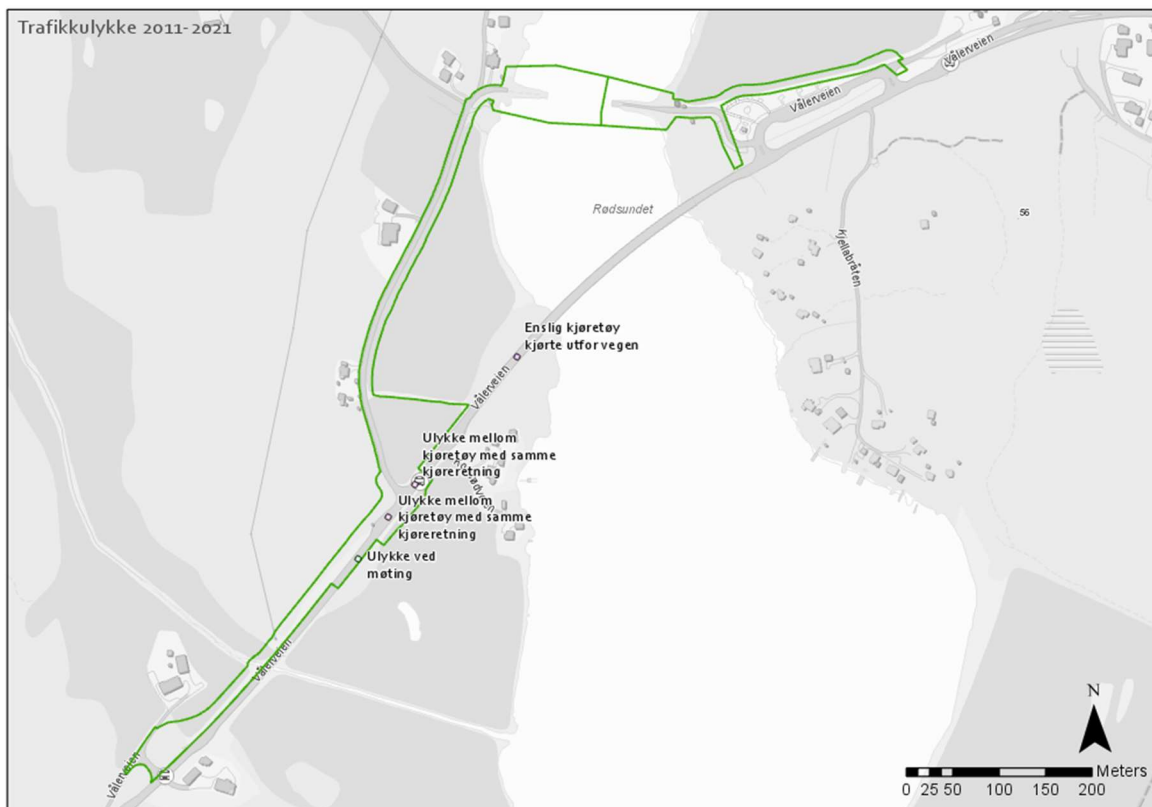 Trafikkulykke 2011-2021
Vålerveien
Vålerveien
Rødsundet
56
Kjellabråten
Enslig kjøretøy
kjørte utfor vegen
Vålerveien
Ulykke mellom
kjøretøy med samme
kjøreretning
Ulykke mellom
kjøretøy med samme
kjøreretning
Ulykke ved
møting
Vålerveien
Vålerveien
N
Meters
0 25 50 100 150 200